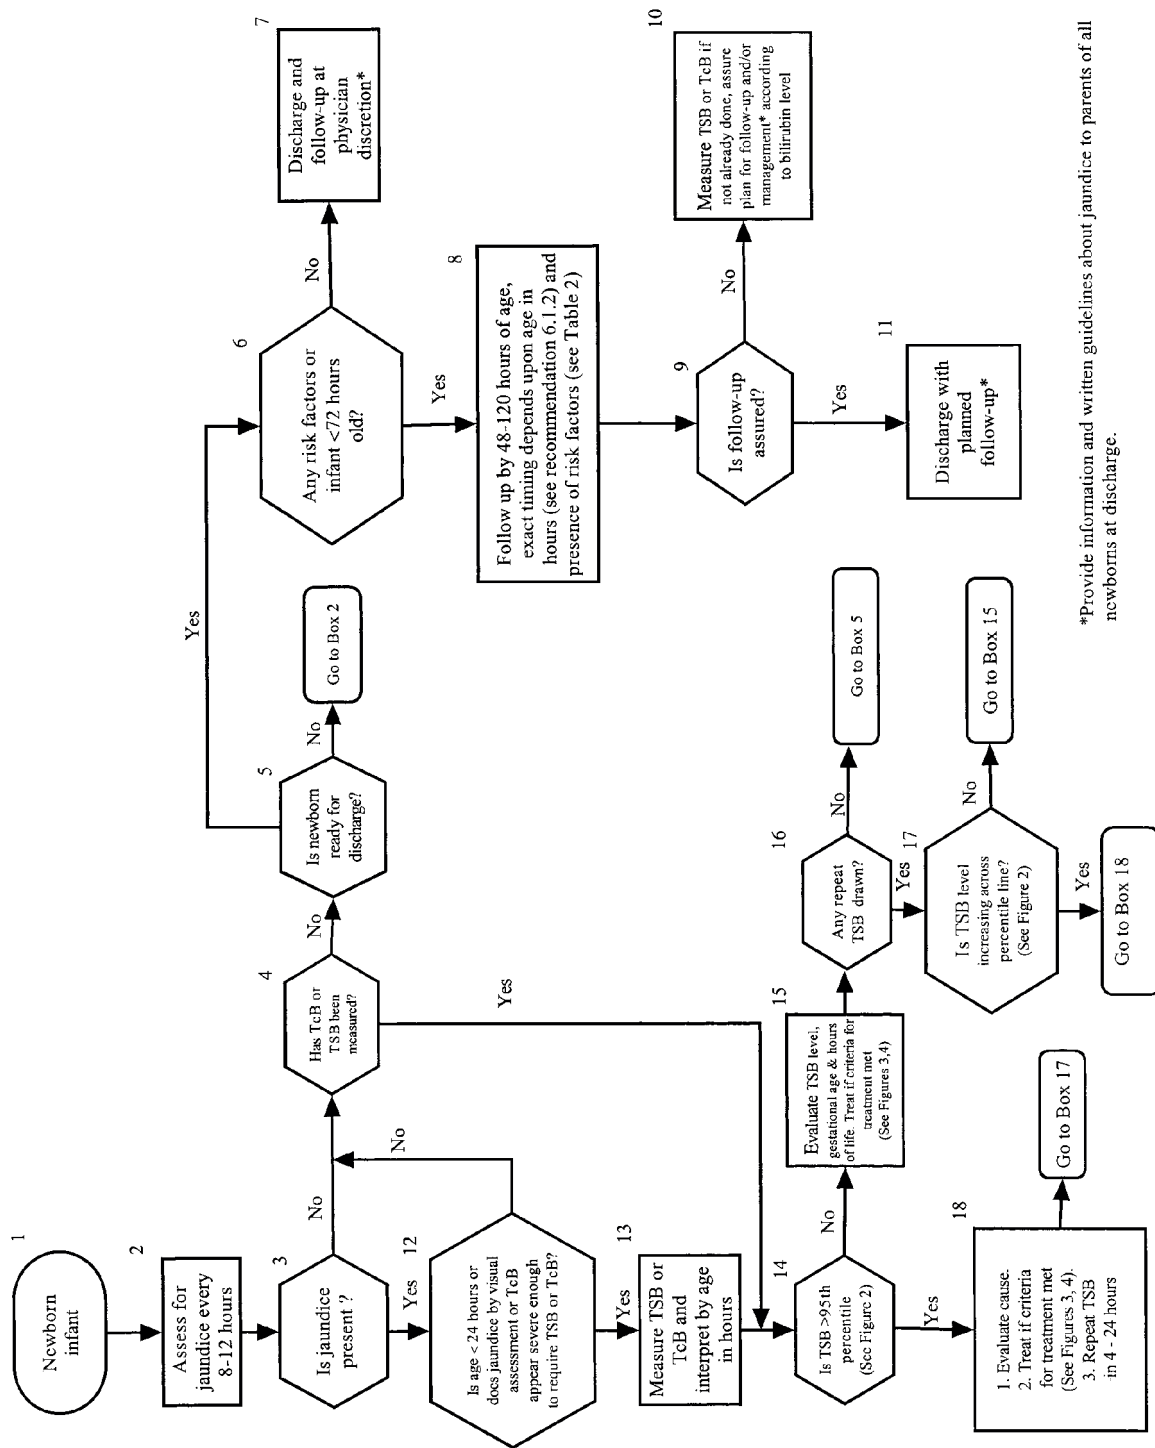 1
Newborn
infant
2
Assess for
jaundice every
8-12 hours
3
Is jaundice
present ?
No
Yes
12
Is age < 24 hours or
does jaundice by visual
assessment or TcB
appear severe enough
to require TSB or TcB?
No
Yes
13
Measure TSB or
TcB and
interpret by age
in hours
14
Is TSB >95th
percentile
(See Figure 2)
No
Yes
18
1. Evaluate cause.
2. Treat if criteria
for treatment met
(See Figures 3, 4).
3. Repeat TSB
in 4 - 24 hours
Go to Box 17
4
Has TcB or
TSB been
measured?
No
Yes
5
Is newborn
ready for
discharge?
No
Go to Box 2
Yes
15
Evaluate TSB level,
gestational age & hours
of life. Treat if criteria for
treatment met
(See Figures 3,4)
16
Any repeat
TSB drawn?
No
Go to Box 5
Yes
17
Is TSB level
increasing across
percentile line?
(See Figure 2)
No
Go to Box 15
Yes
Go to Box 18
6
Any risk factors or
infant <72 hours
old?
No
7
Discharge and
follow-up at
physician
discretion*
Yes
8
Follow up by 48-120 hours of age,
exact timing depends upon age in
hours (see recommendation 6.1.2) and
presence of risk factors (see Table 2)
9
Is follow-up
assured?
No
10
Measure TSB or TcB if
not already done, assure
plan for follow-up and/or
management* according
to bilirubin level
Yes
11
Discharge with
planned
follow-up*
*Provide information and written guidelines about jaundice to parents of all
newborns at discharge.